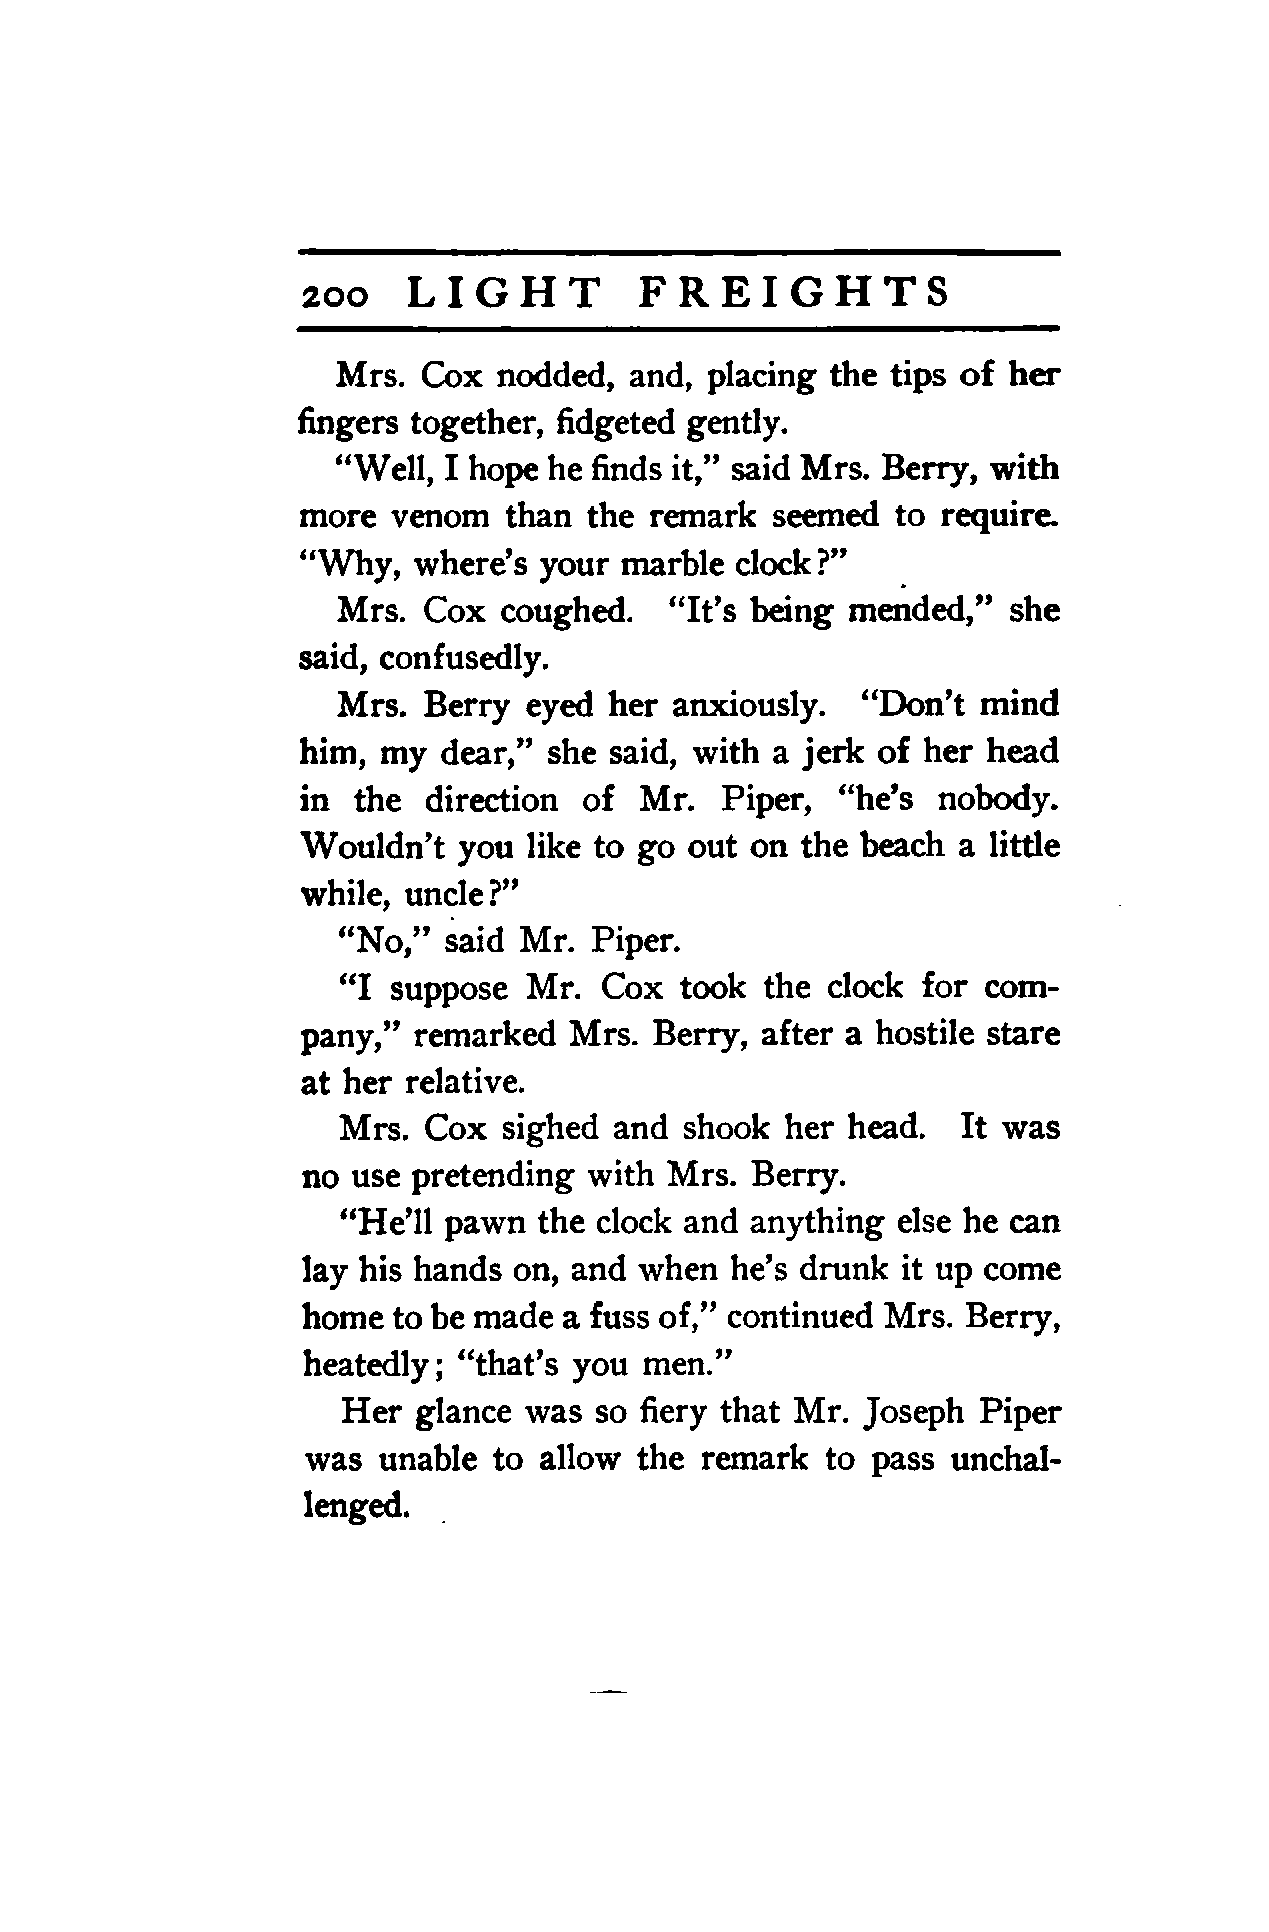 200 LIGHT FREIGHTS
Mrs. Cox nodded, and, placing the tips of her
fingers together, fidgeted gently.
“Well, I hope he finds it,” said Mrs. Berry, with
more venom than the remark seemed to require.
“Why, where’s your marble clock?”
Mrs. Cox coughed. “It’s being mended,” she
said, confusedly.
Mrs. Berry eyed her anxiously. “Don’t mind
him, my dear,” she said, with a jerk of her head
in the direction of Mr. Piper, “he’s nobody.
Wouldn’t you like to go out on the beach a little
while, uncle?”
“No,” said Mr. Piper.
“I suppose Mr. Cox took the clock for com-
pany,” remarked Mrs. Berry, after a hostile stare
at her relative.
Mrs. Cox sighed and shook her head. It was
no use pretending with Mrs. Berry.
“He’ll pawn the clock and anything else he can
lay his hands on, and when he’s drunk it up come
home to be made a fuss of,” continued Mrs. Berry,
heatedly; “that’s you men.”
Her glance was so fiery that Mr. Joseph Piper
was unable to allow the remark to pass unchal-
lenged.